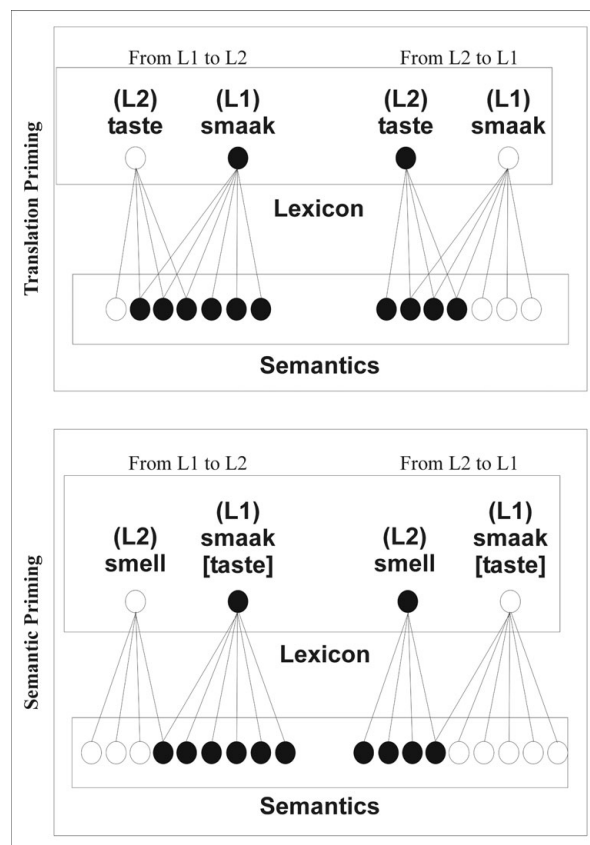 Translation Priming
From L1 to L2
From L2 to L1
(L2) (L1) (L2) (L1)
taste smaak taste smaak
Lexicon
Semantics
Semantic Priming
From L1 to L2
From L2 to L1
(L1) (L1)
(L2) smaak (L2) smaak
smell [taste] smell [taste]
Lexicon
Semantics